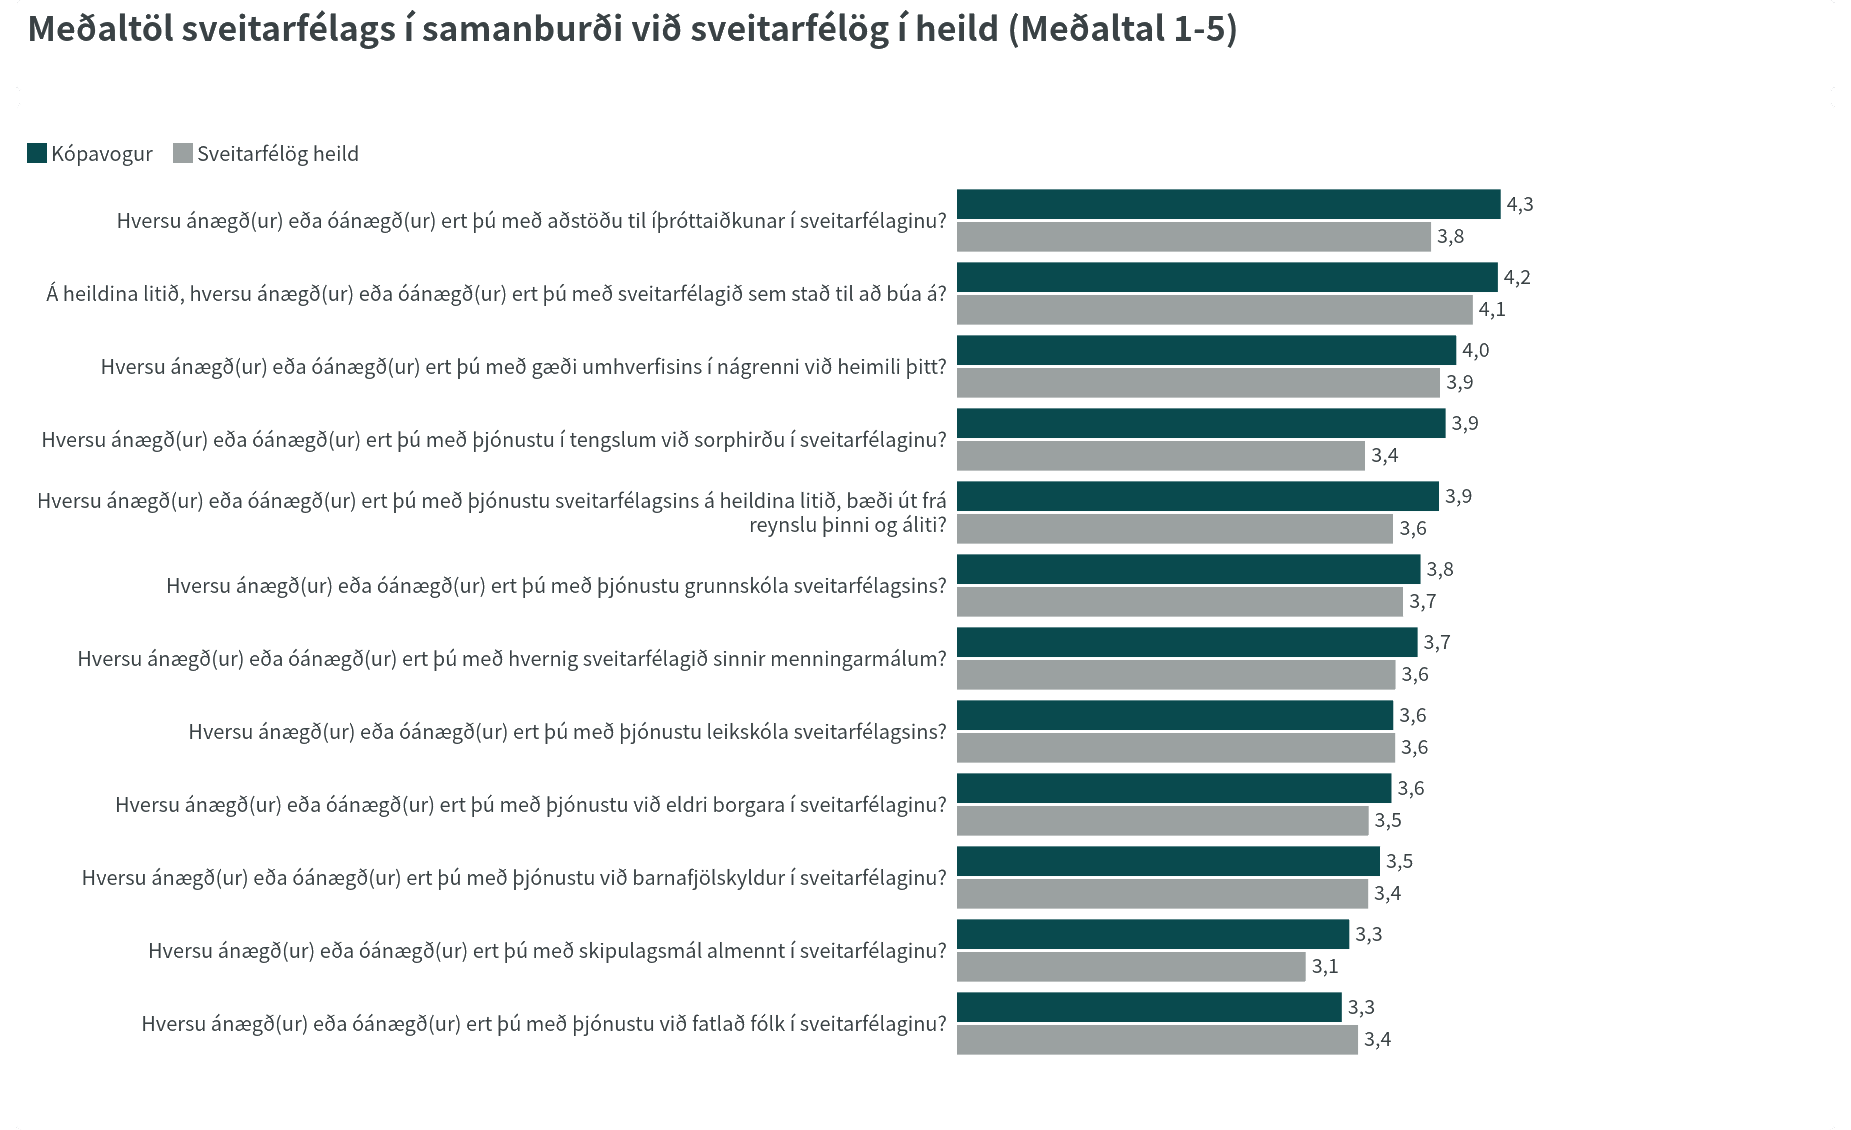 Meðaltöl sveitarfélags í samanburði við sveitarfélög í heild (Meðaltal 1-5)
Kópavogur Sveitarfélög heild
Hversu ánægð(ur) eða óánægð(ur) ert þú með aðstöðu til íþróttaiðkunar í sveitarfélaginu?
4,3
3,8
Á heildina litið, hversu ánægð(ur) eða óánægð(ur) ert þú með sveitarfélagið sem stað til að búa á?
4,2
4,1
Hversu ánægð(ur) eða óánægð(ur) ert þú með gæði umhverfisins í nágrenni við heimili þitt?
4,0
3,9
Hversu ánægð(ur) eða óánægð(ur) ert þú með þjónustu í tengslum við sorphirðu í sveitarfélaginu?
3,9
3,4
Hversu ánægð(ur) eða óánægð(ur) ert þú með þjónustu sveitarfélagsins á heildina litið, bæði út frá
reynslu þinni og áliti?
3,9
3,6
Hversu ánægð(ur) eða óánægð(ur) ert þú með þjónustu grunnskóla sveitarfélagsins?
3,8
3,7
Hversu ánægð(ur) eða óánægð(ur) ert þú með hvernig sveitarfélagið sinnir menningarmálum?
3,7
3,6
Hversu ánægð(ur) eða óánægð(ur) ert þú með þjónustu leikskóla sveitarfélagsins?
3,6
3,6
Hversu ánægð(ur) eða óánægð(ur) ert þú með þjónustu við eldri borgara í sveitarfélaginu?
3,6
3,5
Hversu ánægð(ur) eða óánægð(ur) ert þú með þjónustu við barnafjölskyldur í sveitarfélaginu?
3,5
3,4
Hversu ánægð(ur) eða óánægð(ur) ert þú með skipulagsmál almennt í sveitarfélaginu?
3,3
3,1
Hversu ánægð(ur) eða óánægð(ur) ert þú með þjónustu við fatlað fólk í sveitarfélaginu?
3,3
3,4